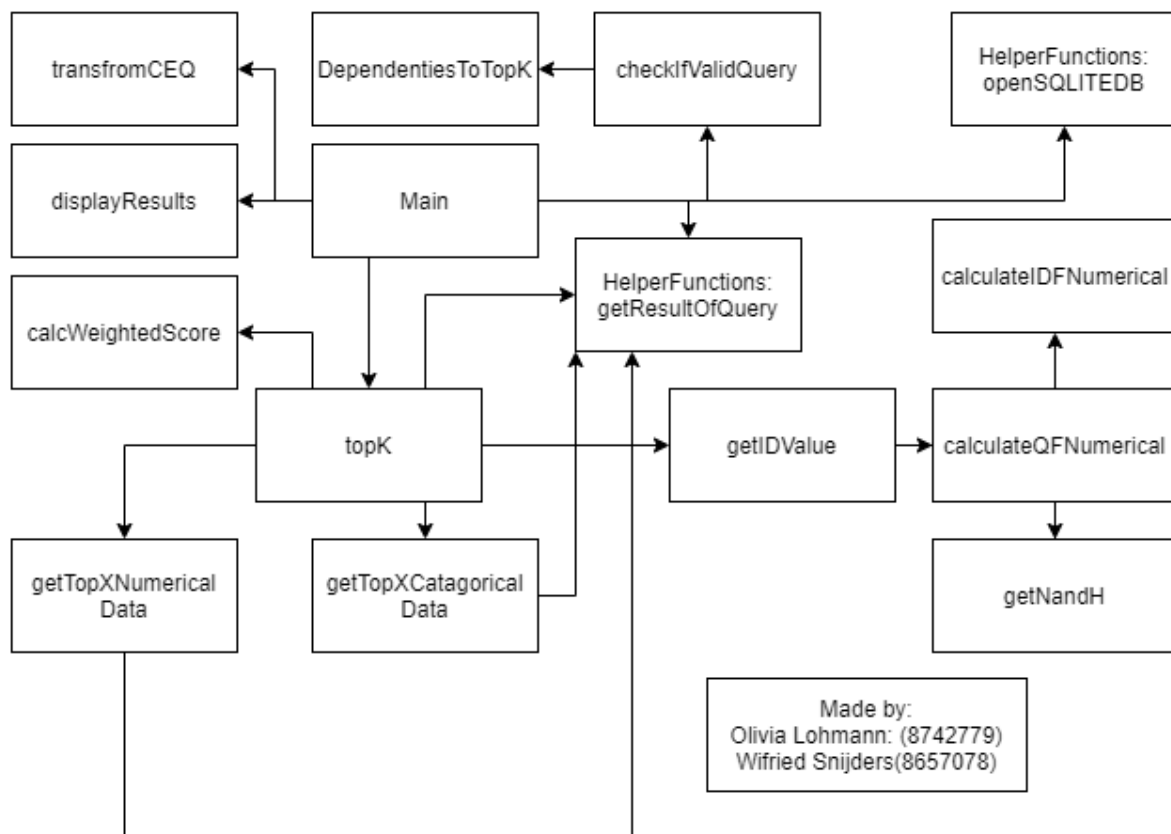 transfromCEQ
DependentiesToTopK
checkIfValidQuery
HelperFunctions:
openSQLITEDB
displayResults
Main
calcWeightedScore
HelperFunctions:
getResultOfQuery
calculateIDFNumerical
topK
getIDValue
calculateQFNumerical
getTopXNumerical
Data
getTopXCatagorical
Data
getNandH
Made by:
Olivia Lohmann: (8742779)
Wifried Snijders(8657078)